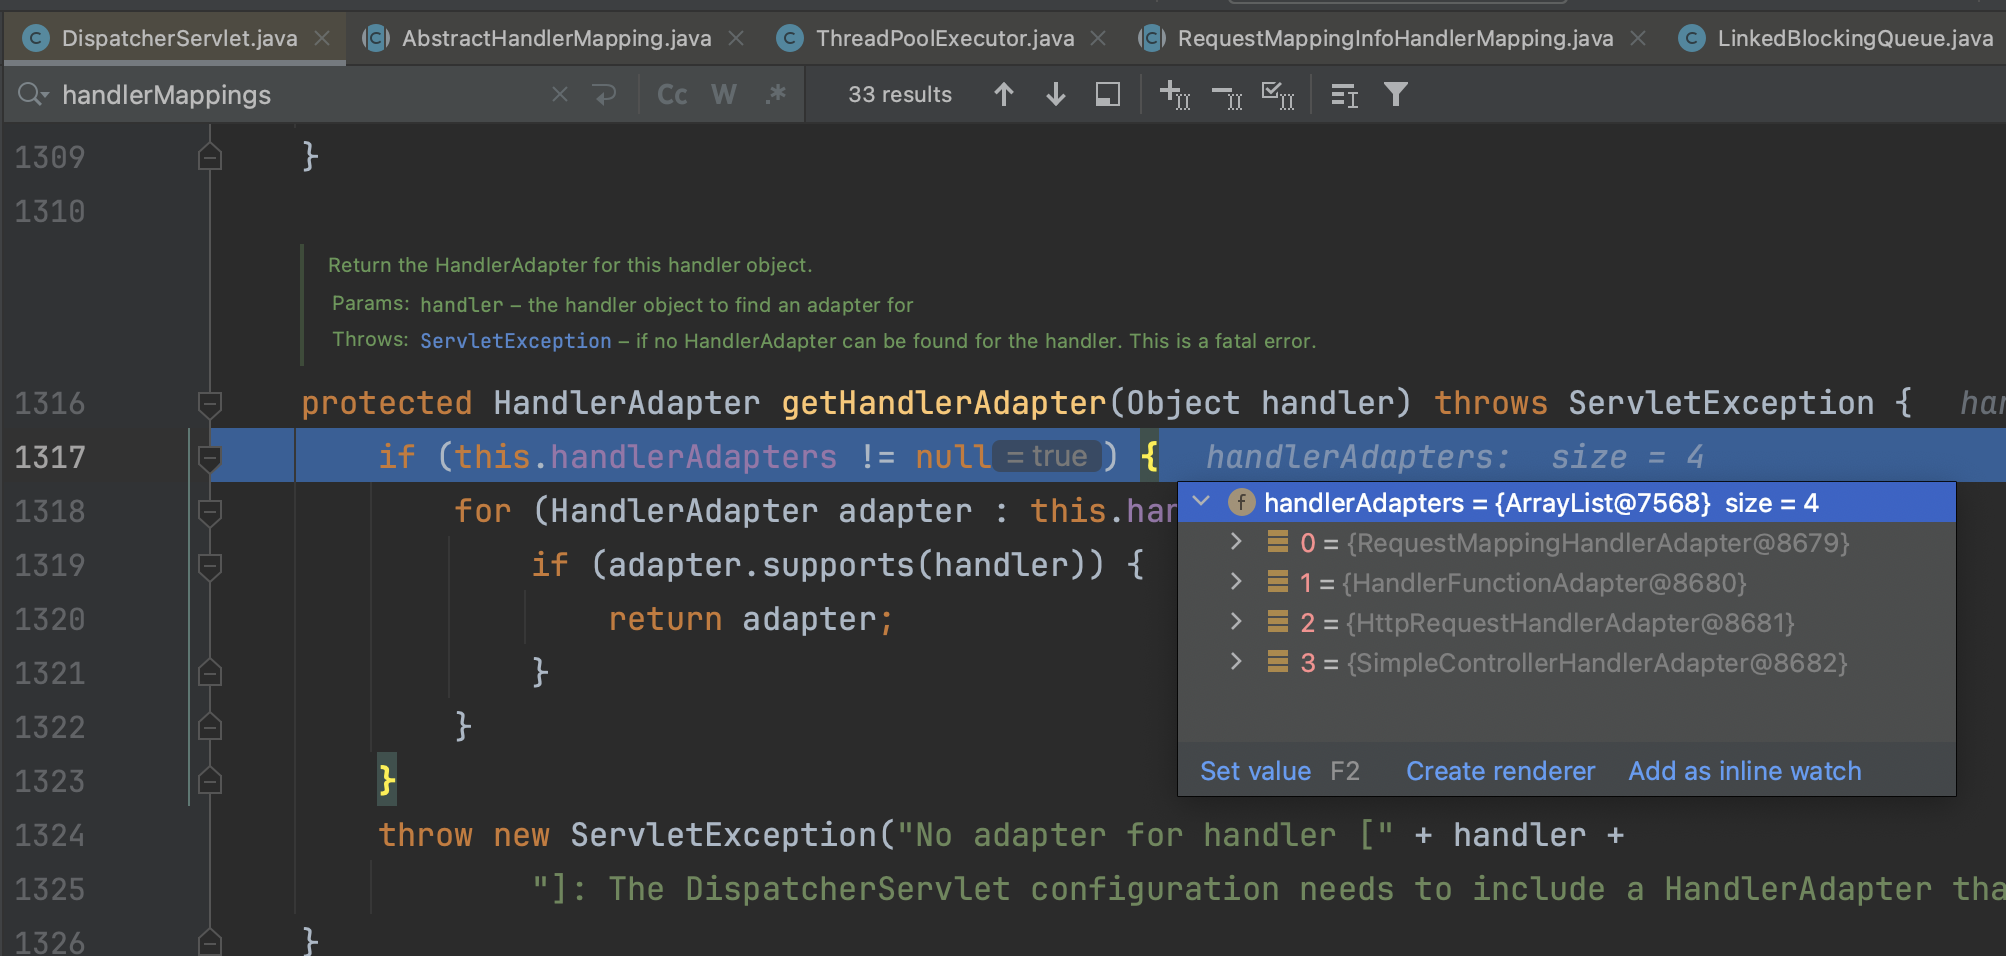 DispatcherServlet.java AbstractHandlerMapping.java ThreadPoolExecutor.java RequestMappingInfoHandlerMapping.java LinkedBlockingQueue.java
handlerMappings Cc W .* 33 results
1309 }
1310
Return the HandlerAdapter for this handler object.
Params: handler – the handler object to find an adapter for
Throws: ServletException – if no HandlerAdapter can be found for the handler. This is a fatal error.
1316 protected HandlerAdapter getHandlerAdapter(Object handler) throws ServletException { han
1317 if (this.handlerAdapters != null = true ) { handlerAdapters: size = 4
1318 for (HandlerAdapter adapter : this.han
1319 if (adapter.supports(handler)) {
1320 return adapter;
1321 }
1322 }
1323 }
1324 throw new ServletException("No adapter for handler [" + handler +
1325 "]: The DispatcherServlet configuration needs to include a HandlerAdapter tha
1326 }
handlerAdapters = {ArrayList@7568} size = 4
0 = {RequestMappingHandlerAdapter@8679}
1 = {HandlerFunctionAdapter@8680}
2 = {HttpRequestHandlerAdapter@8681}
3 = {SimpleControllerHandlerAdapter@8682}
Set value F2 Create renderer Add as inline watch